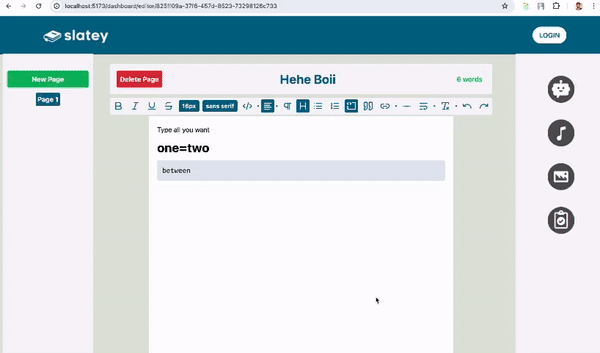 localhost:5173/dashboard/editor/8251109a-37f6-457d-8523-73298126c733
slatey
LOGIN
New Page
Page 1
Delete Page
Hehe Boii
6 words
B I U S 16px sans serif </> ¶ H
Type all you want
one=two
between